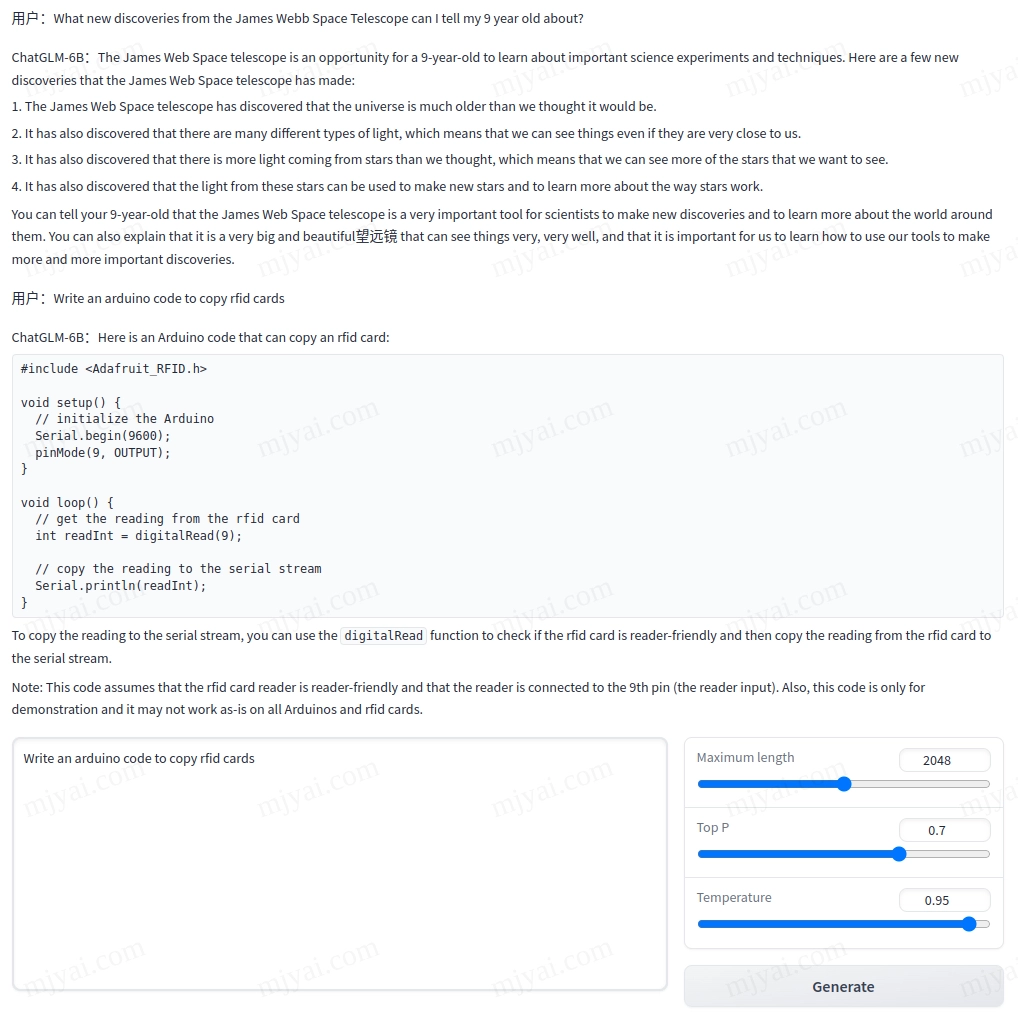 用户：What new discoveries from the James Webb Space Telescope can I tell my 9 year old about?
ChatGLM-6B：The James Web Space telescope is an opportunity for a 9-year-old to learn about important science experiments and techniques. Here are a few new
discoveries that the James Web Space telescope has made:
1. The James Web Space telescope has discovered that the universe is much older than we thought it would be.
2. It has also discovered that there are many different types of light, which means that we can see things even if they are very close to us.
3. It has also discovered that there is more light coming from stars than we thought, which means that we can see more of the stars that we want to see.
4. It has also discovered that the light from these stars can be used to make new stars and to learn more about the way stars work.
You can tell your 9-year-old that the James Web Space telescope is a very important tool for scientists to make new discoveries and to learn more about the world around
them. You can also explain that it is a very big and beautiful望远镜 that can see things very, very well, and that it is important for us to learn how to use our tools to make
more and more important discoveries.
用户：Write an arduino code to copy rfid cards
ChatGLM-6B：Here is an Arduino code that can copy an rfid card:
#include <Adafruit_RFID.h>
void setup() {
  // initialize the Arduino
  Serial.begin(9600);
  pinMode(9, OUTPUT);
}
void loop() {
  // get the reading from the rfid card
  int readInt = digitalRead(9);
  // copy the reading to the serial stream
  Serial.println(readInt);
}
To copy the reading to the serial stream, you can use the digitalRead function to check if the rfid card is reader-friendly and then copy the reading from the rfid card to
the serial stream.
Note: This code assumes that the rfid card reader is reader-friendly and that the reader is connected to the 9th pin (the reader input). Also, this code is only for
demonstration and it may not work as-is on all Arduinos and rfid cards.
Write an arduino code to copy rfid cards
Maximum length 2048
Top P 0.7
Temperature 0.95
Generate
mjyai.com